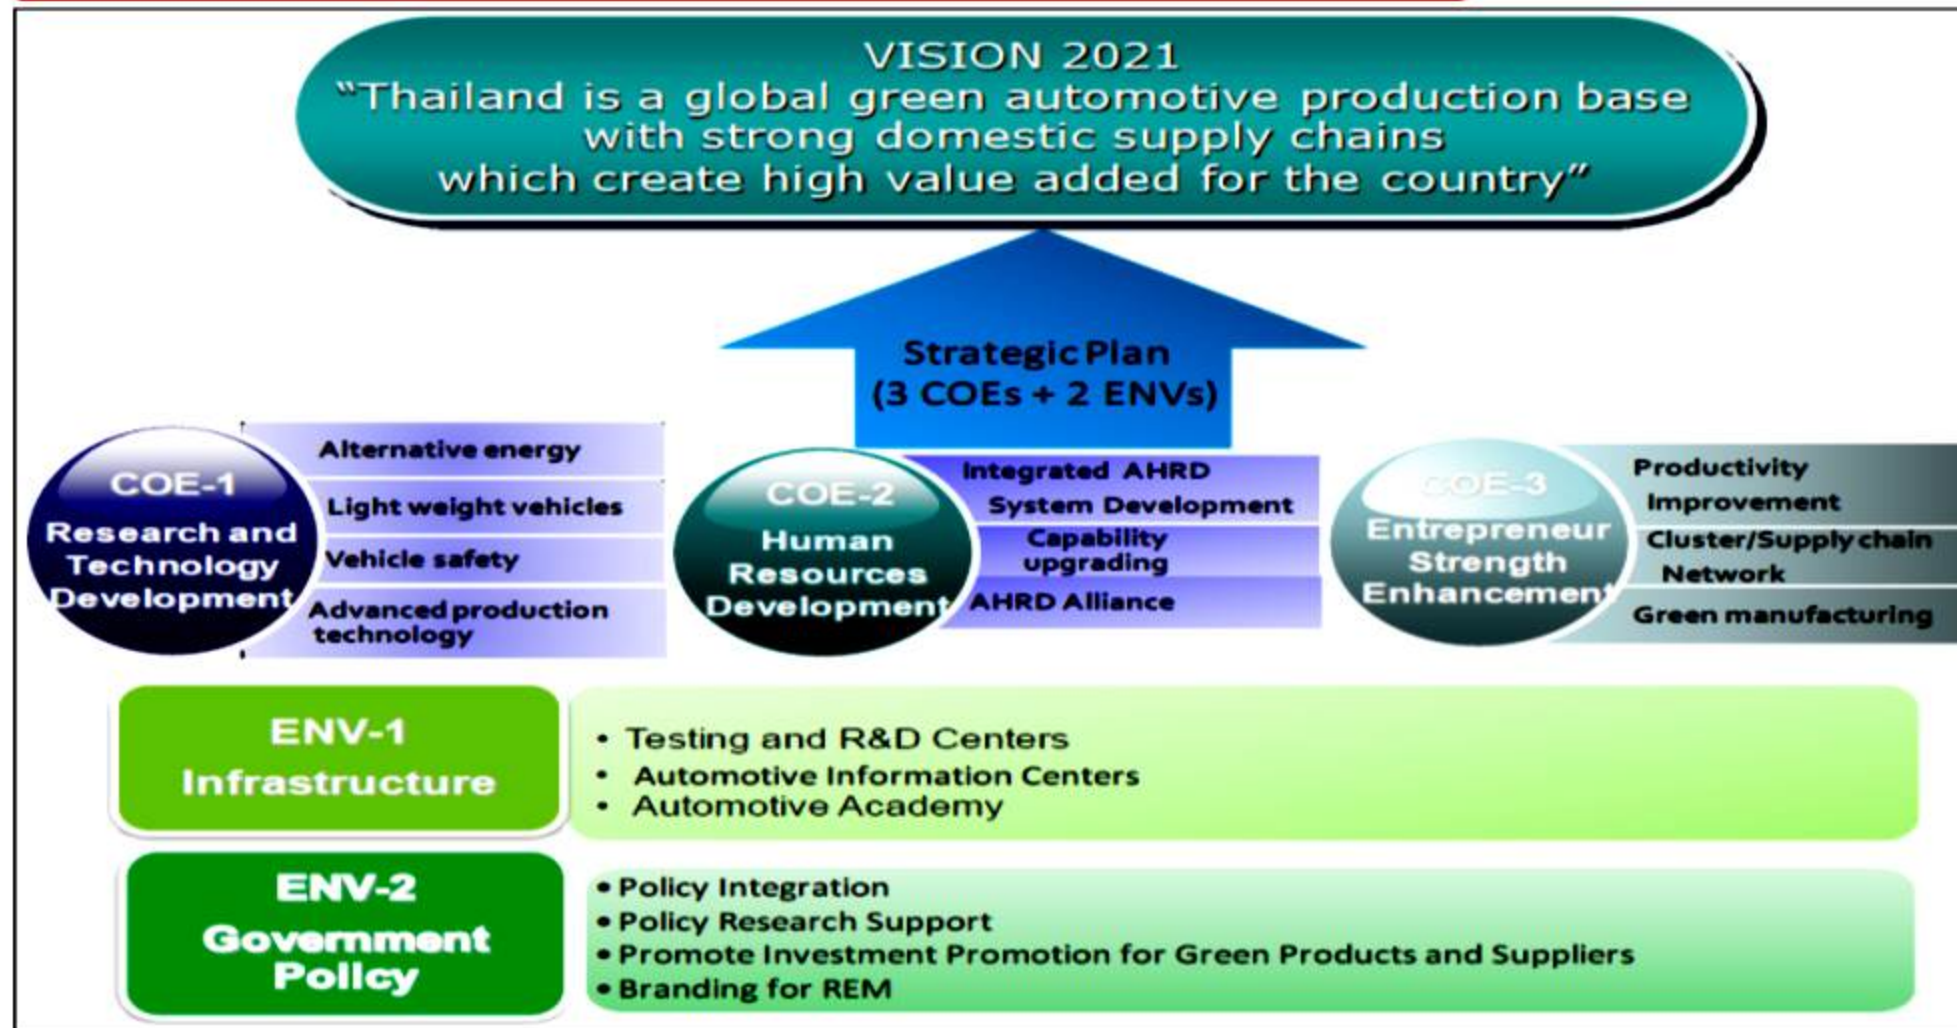 VISION 2021
“Thailand is a global green automotive production base
with strong domestic supply chains
which create high value added for the country”
Strategic Plan
(3 COEs + 2 ENVs)
COE-1
Research and
Technology
Development
Alternative energy
Light weight vehicles
Vehicle safety
Advanced production
technology
COE-2
Human
Resources
Development
Integrated AHRD
System Development
Capability
upgrading
AHRD Alliance
COE-3
Entrepreneur
Strength
Enhancement
Productivity
Improvement
Cluster/Supply chain
Network
Green manufacturing
ENV-1
Infrastructure
• Testing and R&D Centers
• Automotive Information Centers
• Automotive Academy
ENV-2
Government
Policy
• Policy Integration
• Policy Research Support
• Promote Investment Promotion for Green Products and Suppliers
• Branding for REM